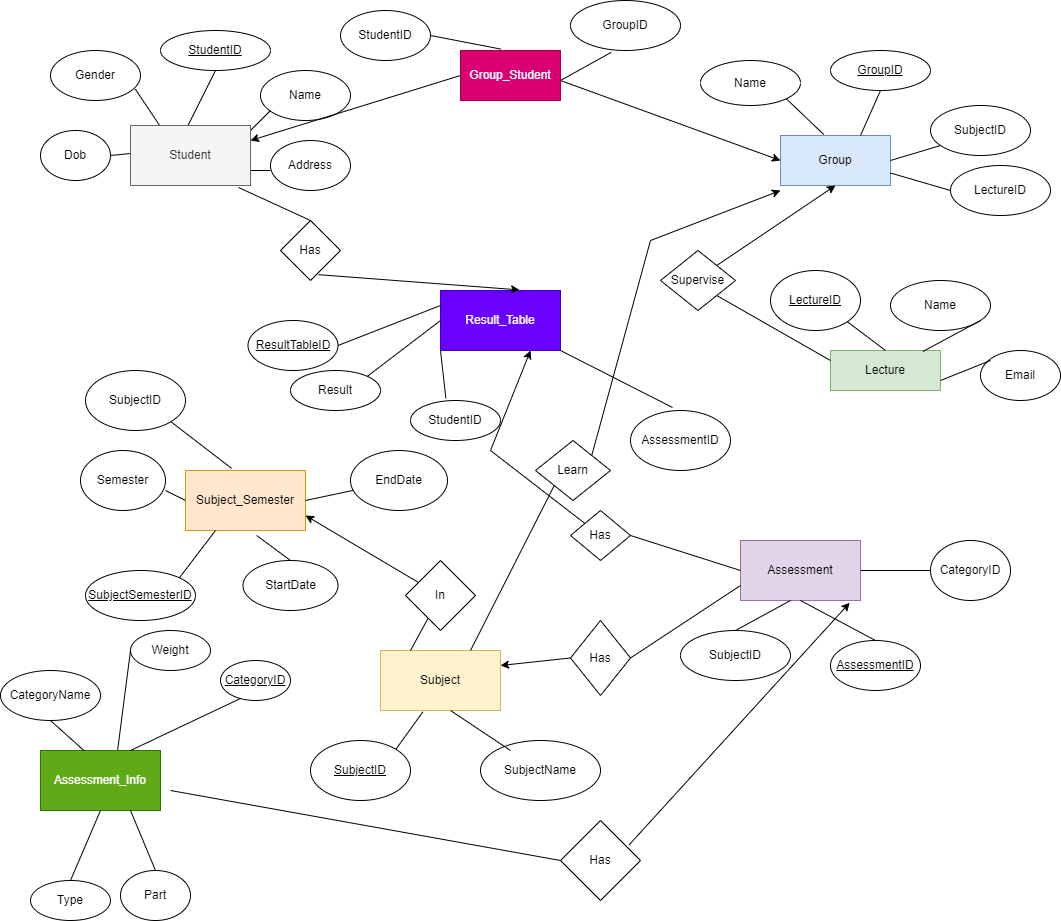 GroupID
StudentID
StudentID
Gender
Group_Student
GroupID
Name
Name
SubjectID
Dob
Student
Address
Group
LectureID
Has
Supervise
LectureID
Name
Result_Table
ResultTableID
Lecture
Email
Result
SubjectID
StudentID
AssessmentID
Semester
EndDate
Learn
Subject_Semester
Has
Assessment
CategoryID
StartDate
SubjectSemesterID
In
Weight
SubjectID
Has
AssessmentID
CategoryID
Subject
CategoryName
SubjectID
SubjectName
Assessment_Info
Has
Type
Part